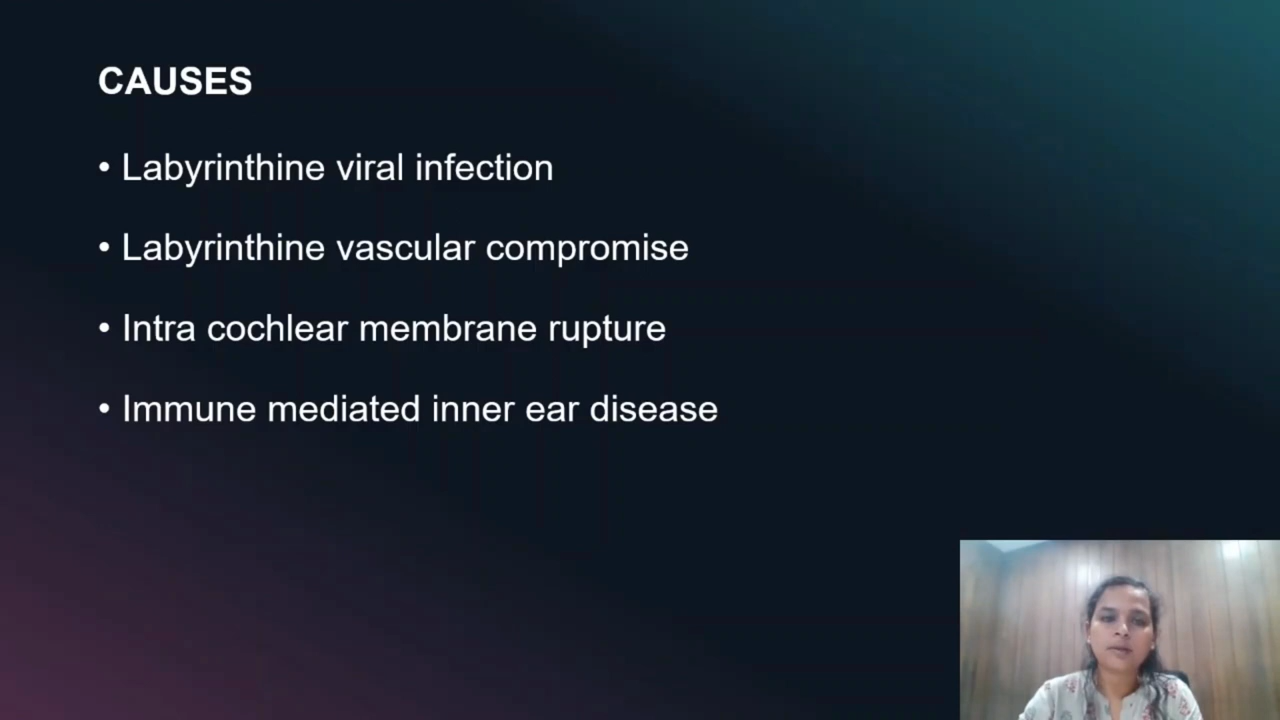 CAUSES
• Labyrinthine viral infection
• Labyrinthine vascular compromise
• Intra cochlear membrane rupture
• Immune mediated inner ear disease